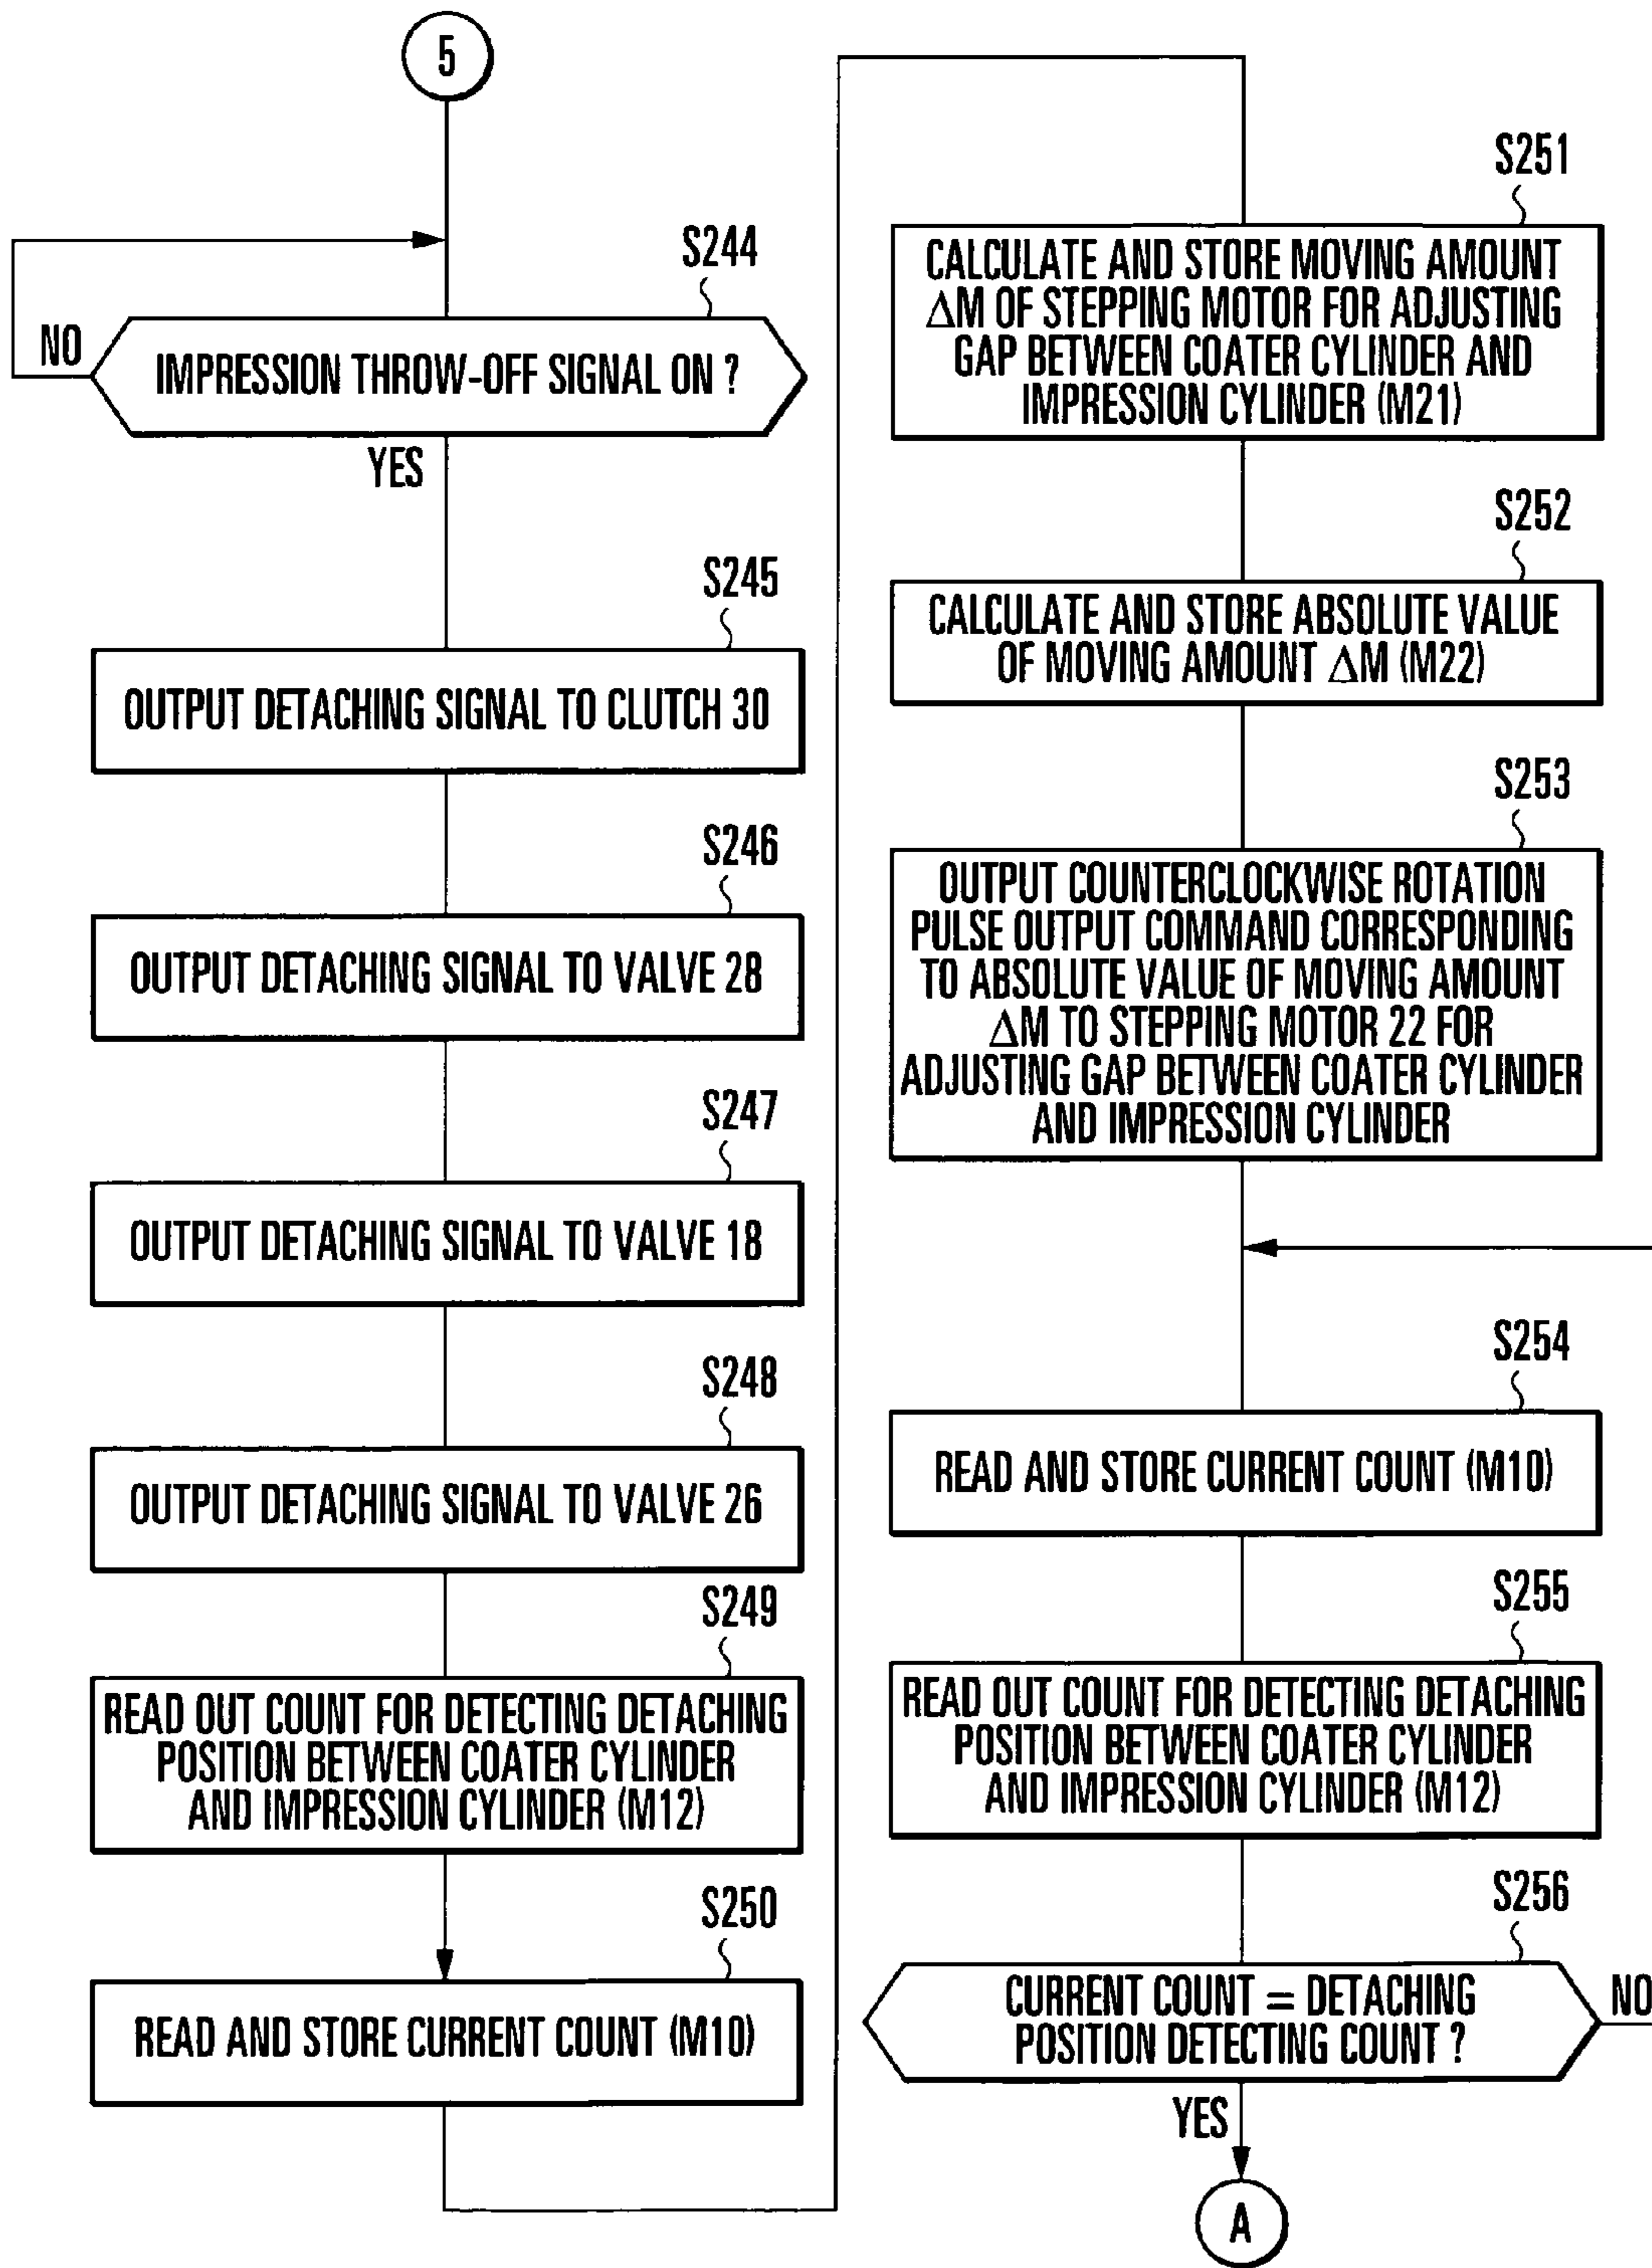 5
S244
NO
IMPRESSION THROW-OFF SIGNAL ON ?
YES
S245
OUTPUT DETACHING SIGNAL TO CLUTCH 30
S246
OUTPUT DETACHING SIGNAL TO VALVE 28
S247
OUTPUT DETACHING SIGNAL TO VALVE 18
S248
OUTPUT DETACHING SIGNAL TO VALVE 26
S249
READ OUT COUNT FOR DETECTING DETACHING
POSITION BETWEEN COATER CYLINDER
AND IMPRESSION CYLINDER (M12)
S250
READ AND STORE CURRENT COUNT (M10)
S251
CALCULATE AND STORE MOVING AMOUNT
ΔM OF STEPPING MOTOR FOR ADJUSTING
GAP BETWEEN COATER CYLINDER AND
IMPRESSION CYLINDER (M21)
S252
CALCULATE AND STORE ABSOLUTE VALUE
OF MOVING AMOUNT ΔM (M22)
S253
OUTPUT COUNTERCLOCKWISE ROTATION
PULSE OUTPUT COMMAND CORRESPONDING
TO ABSOLUTE VALUE OF MOVING AMOUNT
ΔM TO STEPPING MOTOR 22 FOR
ADJUSTING GAP BETWEEN COATER CYLINDER
AND IMPRESSION CYLINDER
S254
READ AND STORE CURRENT COUNT (M10)
S255
READ OUT COUNT FOR DETECTING DETACHING
POSITION BETWEEN COATER CYLINDER
AND IMPRESSION CYLINDER (M12)
S256
CURRENT COUNT = DETACHING
POSITION DETECTING COUNT ?
NO
YES
A